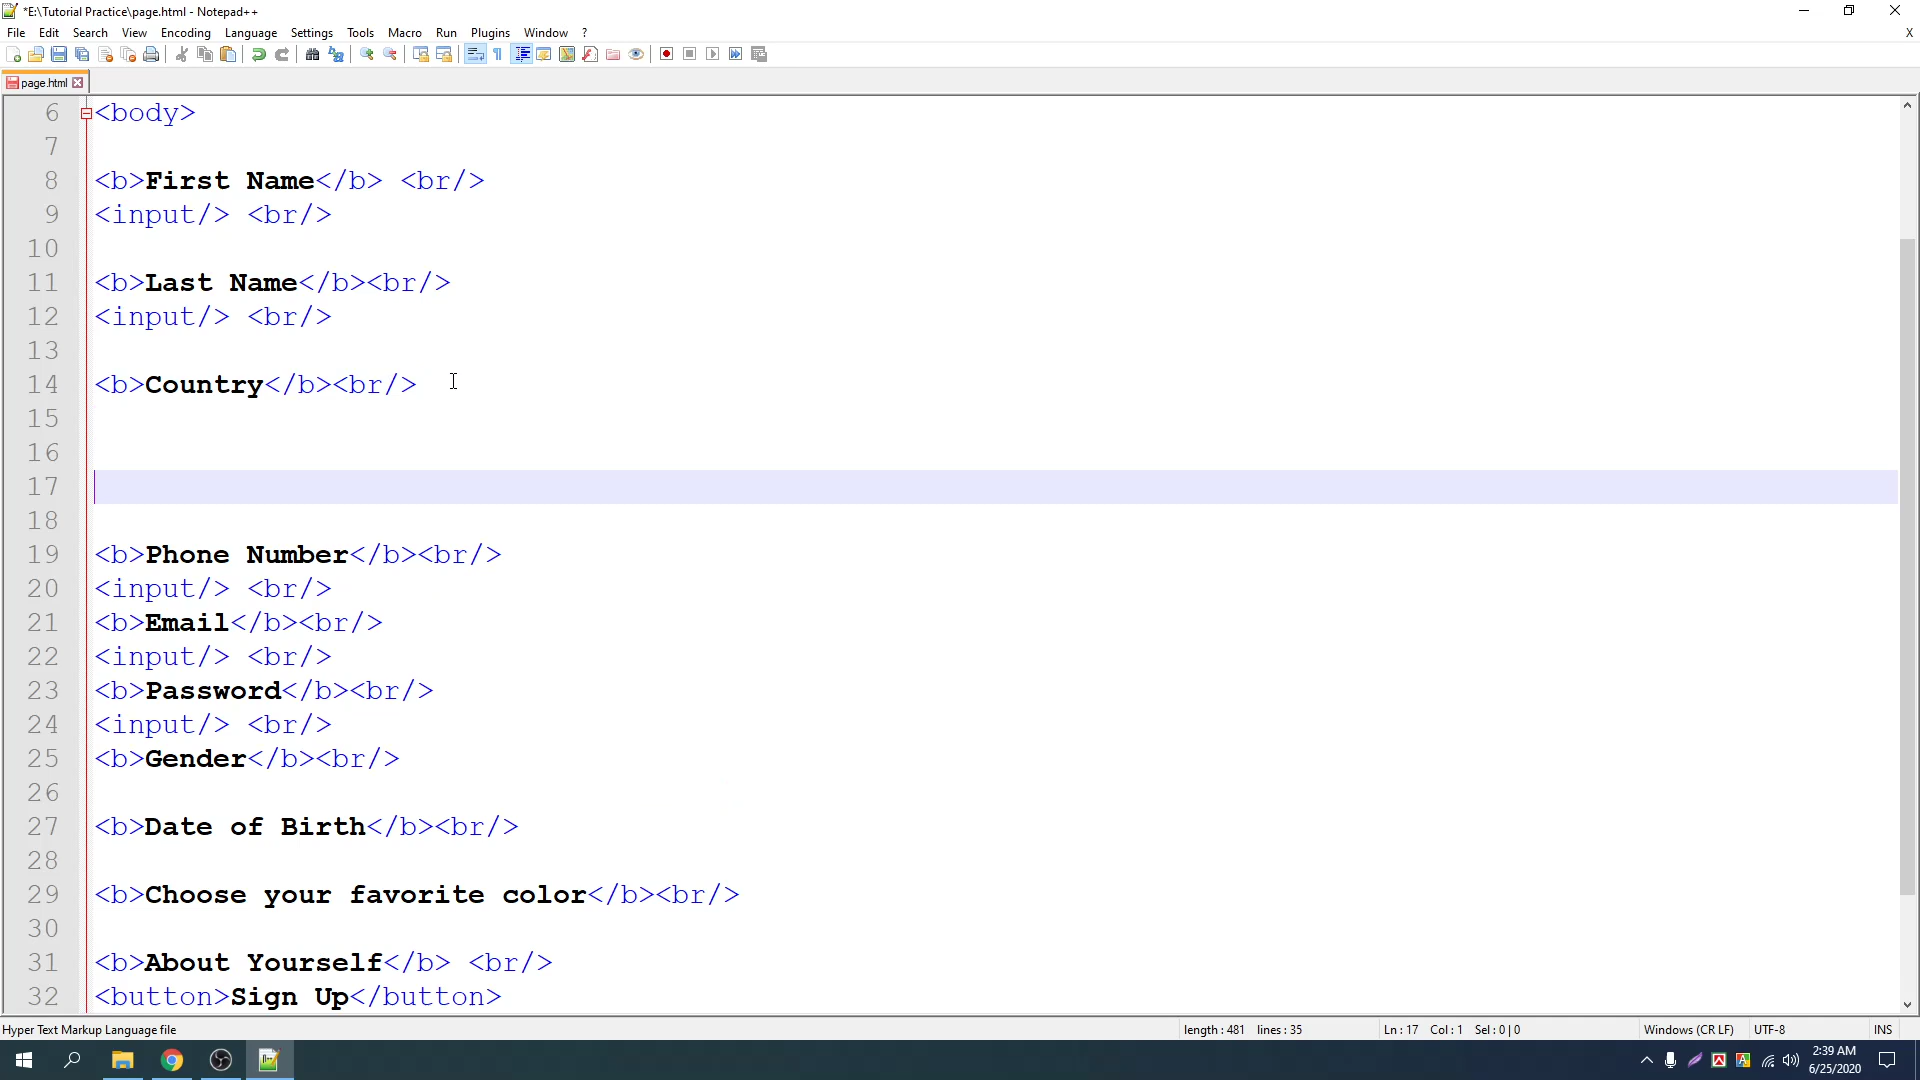 *E:\Tutorial Practice\page.html - Notepad++
File Edit Search View Encoding Language Settings Tools Macro Run Plugins Window ? X
page.html
6 <body>
7
8 <b>First Name</b> <br/>
9 <input/> <br/>
10
11 <b>Last Name</b><br/>
12 <input/> <br/>
13
14 <b>Country</b><br/>
15
16
17
18
19 <b>Phone Number</b><br/>
20 <input/> <br/>
21 <b>Email</b><br/>
22 <input/> <br/>
23 <b>Password</b><br/>
24 <input/> <br/>
25 <b>Gender</b><br/>
26
27 <b>Date of Birth</b><br/>
28
29 <b>Choose your favorite color</b><br/>
30
31 <b>About Yourself</b> <br/>
32 <button>Sign Up</button>
Hyper Text Markup Language file length : 481 lines : 35 Ln : 17 Col : 1 Sel : 0 | 0 Windows (CR LF) UTF-8 INS
2:39 AM
6/25/2020